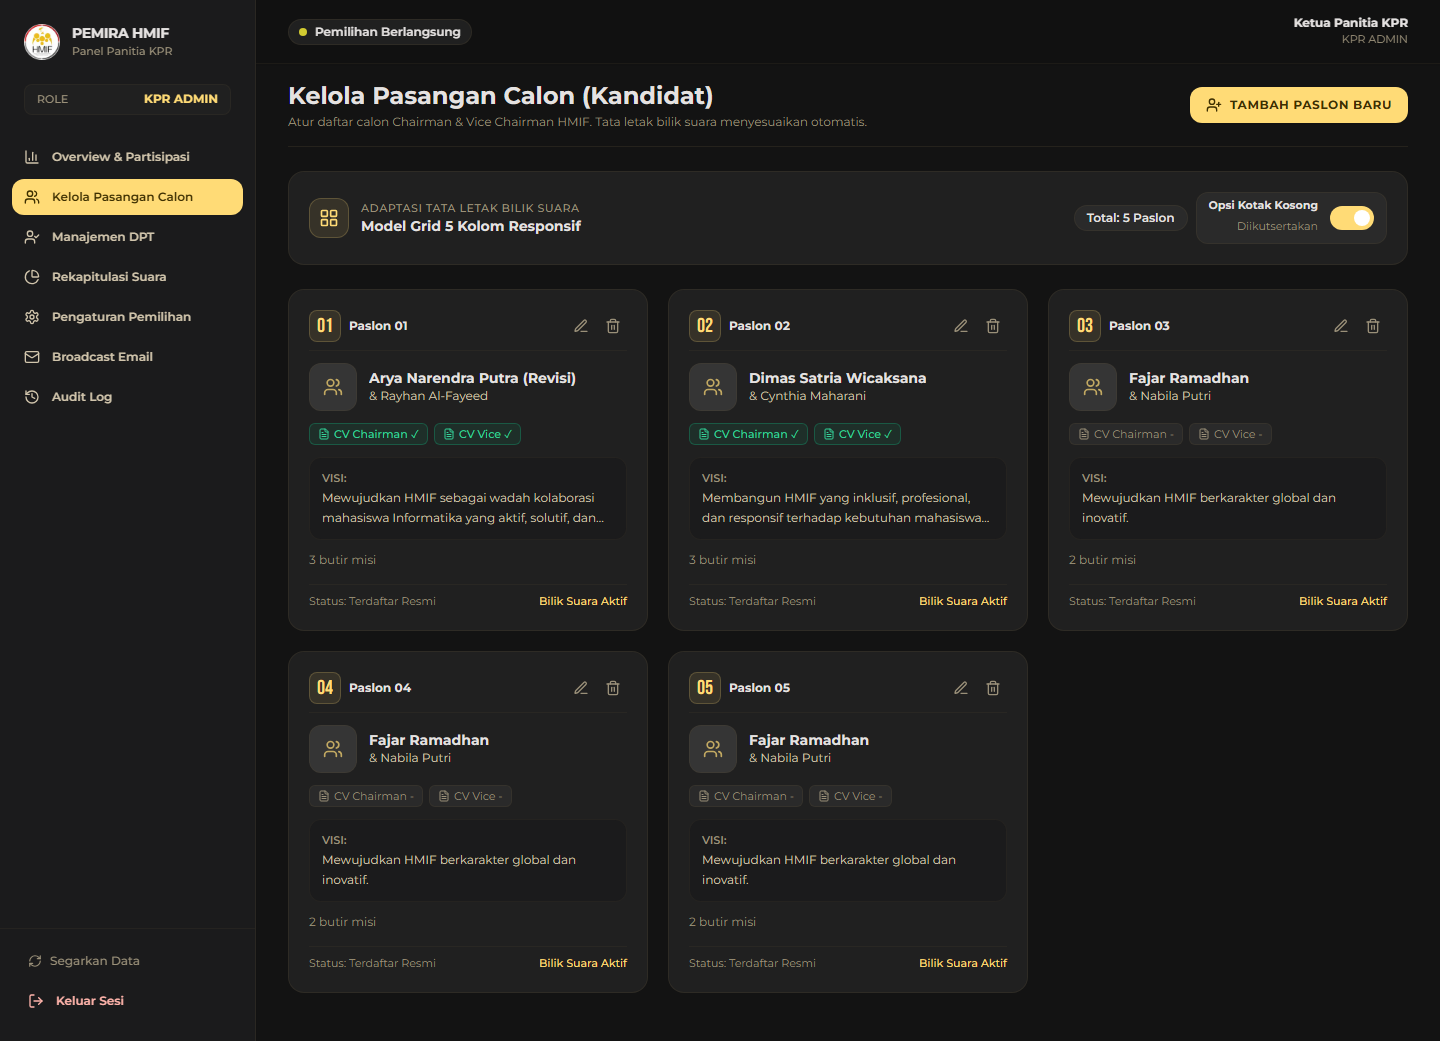 PEMIRA HMIF
Panel Panitia KPR
HMIF
ROLE
KPR ADMIN
Overview & Partisipasi
Kelola Pasangan Calon
Manajemen DPT
Rekapitulasi Suara
Pengaturan Pemilihan
Broadcast Email
Audit Log
Segarkan Data
Keluar Sesi
Pemilihan Berlangsung
Ketua Panitia KPR
KPR ADMIN
Kelola Pasangan Calon (Kandidat)
Atur daftar calon Chairman & Vice Chairman HMIF. Tata letak bilik suara menyesuaikan otomatis.
TAMBAH PASLON BARU
ADAPTASI TATA LETAK BILIK SUARA
Model Grid 5 Kolom Responsif
Total: 5 Paslon
Opsi Kotak Kosong
Diikutsertakan
01 Paslon 01
Arya Narendra Putra (Revisi)
& Rayhan Al-Fayeed
CV Chairman ✓ CV Vice ✓
VISI:
Mewujudkan HMIF sebagai wadah kolaborasi
mahasiswa Informatika yang aktif, solutif, dan...
3 butir misi
Status: Terdaftar Resmi Bilik Suara Aktif
02 Paslon 02
Dimas Satria Wicaksana
& Cynthia Maharani
CV Chairman ✓ CV Vice ✓
VISI:
Membangun HMIF yang inklusif, profesional,
dan responsif terhadap kebutuhan mahasiswa...
3 butir misi
Status: Terdaftar Resmi Bilik Suara Aktif
03 Paslon 03
Fajar Ramadhan
& Nabila Putri
CV Chairman - CV Vice -
VISI:
Mewujudkan HMIF berkarakter global dan
inovatif.
2 butir misi
Status: Terdaftar Resmi Bilik Suara Aktif
04 Paslon 04
Fajar Ramadhan
& Nabila Putri
CV Chairman - CV Vice -
VISI:
Mewujudkan HMIF berkarakter global dan
inovatif.
2 butir misi
Status: Terdaftar Resmi Bilik Suara Aktif
05 Paslon 05
Fajar Ramadhan
& Nabila Putri
CV Chairman - CV Vice -
VISI:
Mewujudkan HMIF berkarakter global dan
inovatif.
2 butir misi
Status: Terdaftar Resmi Bilik Suara Aktif